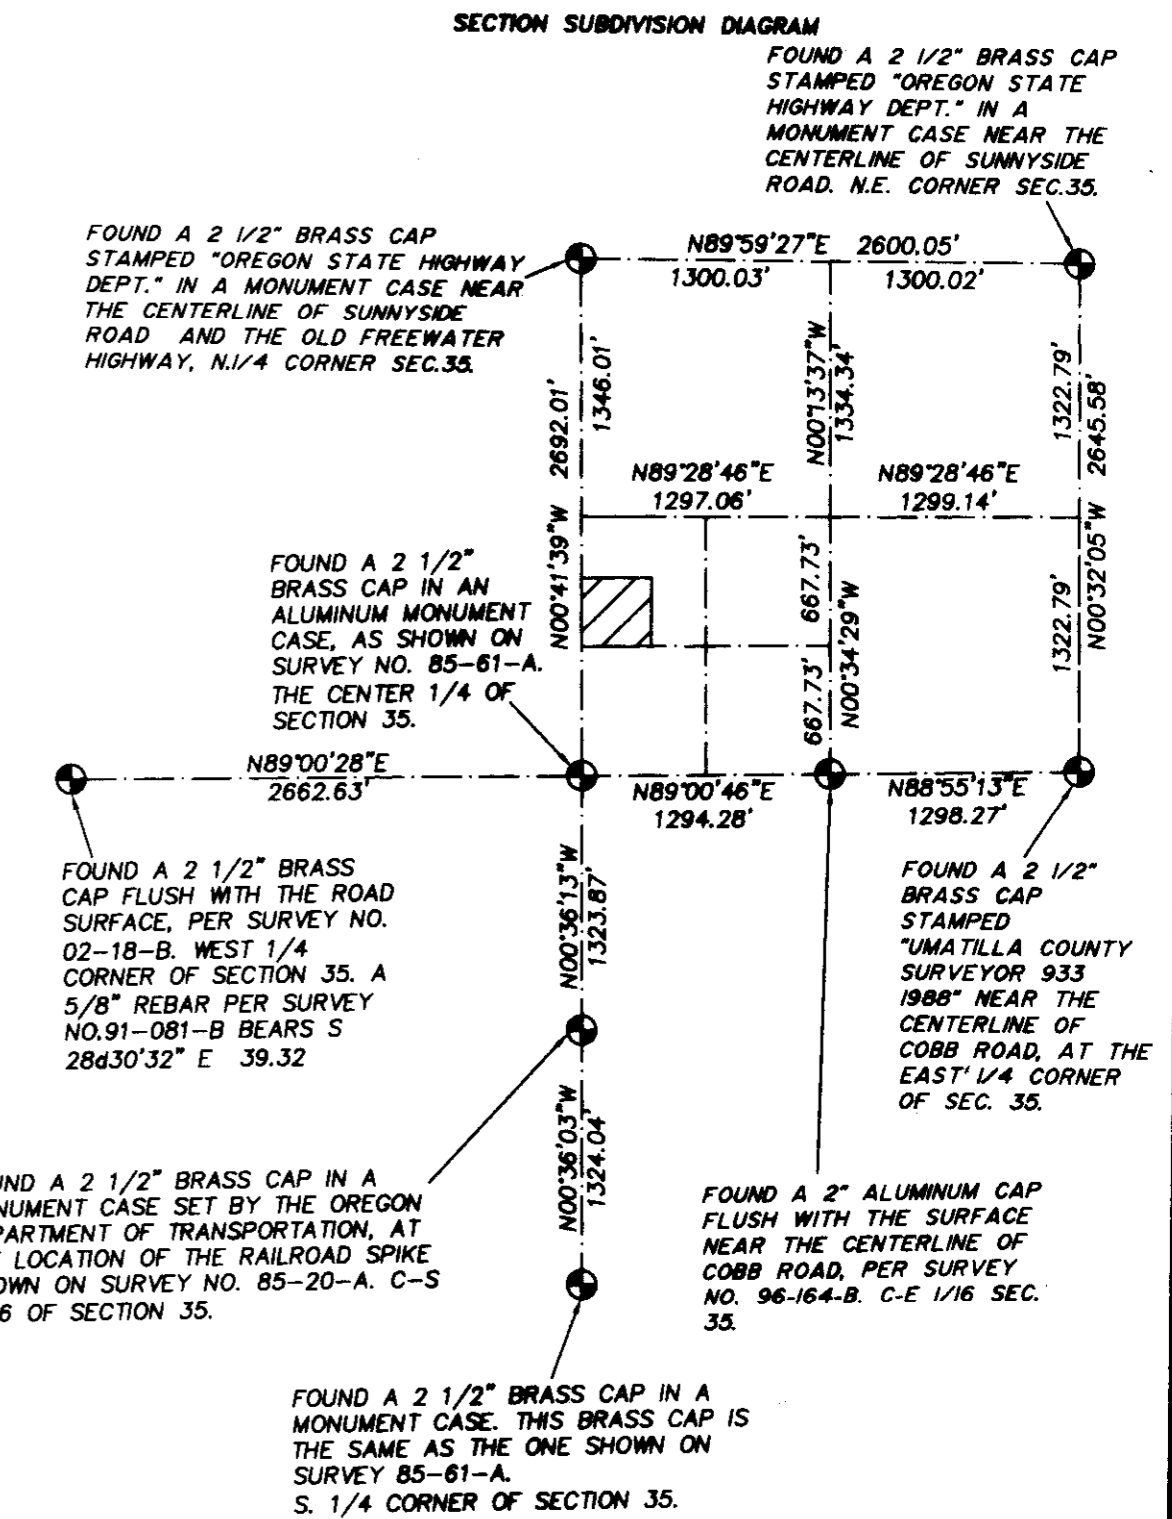 SECTION SUBDIVISION DIAGRAM
FOUND A 2 1/2" BRASS CAP
STAMPED "OREGON STATE
HIGHWAY DEPT." IN A
MONUMENT CASE NEAR THE
CENTERLINE OF SUNNYSIDE
ROAD. N.E. CORNER SEC.35.
FOUND A 2 1/2" BRASS CAP
STAMPED "OREGON STATE HIGHWAY
DEPT." IN A MONUMENT CASE NEAR
THE CENTERLINE OF SUNNYSIDE
ROAD AND THE OLD FREEWATER
HIGHWAY, N.1/4 CORNER SEC.35.
N89°59'27"E 2600.05'
1300.03' 1300.02'
2692.01'
1346.01'
N00°13'37"W
1334.34'
1322.79'
2645.58'
N89°28'46"E
1297.06'
N89°28'46"E
1299.14'
N00°41'39"W
667.73'
667.73'
N00°34'29"W
1322.79'
N00°32'05"W
FOUND A 2 1/2"
BRASS CAP IN AN
ALUMINUM MONUMENT
CASE, AS SHOWN ON
SURVEY NO. 85-61-A.
THE CENTER 1/4 OF
SECTION 35.
N89°00'28"E
2662.63'
N89°00'46"E
1294.28'
N88°55'13"E
1298.27'
FOUND A 2 1/2" BRASS
CAP FLUSH WITH THE ROAD
SURFACE, PER SURVEY NO.
02-18-B. WEST 1/4
CORNER OF SECTION 35. A
5/8" REBAR PER SURVEY
NO.91-081-B BEARS S
28d30'32" E 39.32
N00°36'13"W
1323.87'
FOUND A 2 1/2"
BRASS CAP
STAMPED
"UMATILLA COUNTY
SURVEYOR 933
1988" NEAR THE
CENTERLINE OF
COBB ROAD, AT THE
EAST' 1/4 CORNER
OF SEC. 35.
N00°36'03"W
1324.04'
UND A 2 1/2" BRASS CAP IN A
NUMENT CASE SET BY THE OREGON
PARTMENT OF TRANSPORTATION, AT
LOCATION OF THE RAILROAD SPIKE
OWN ON SURVEY NO. 85-20-A. C-S
6 OF SECTION 35.
FOUND A 2" ALUMINUM CAP
FLUSH WITH THE SURFACE
NEAR THE CENTERLINE OF
COBB ROAD, PER SURVEY
NO. 96-164-B. C-E 1/16 SEC.
35.
FOUND A 2 1/2" BRASS CAP IN A
MONUMENT CASE. THIS BRASS CAP IS
THE SAME AS THE ONE SHOWN ON
SURVEY 85-61-A.
S. 1/4 CORNER OF SECTION 35.